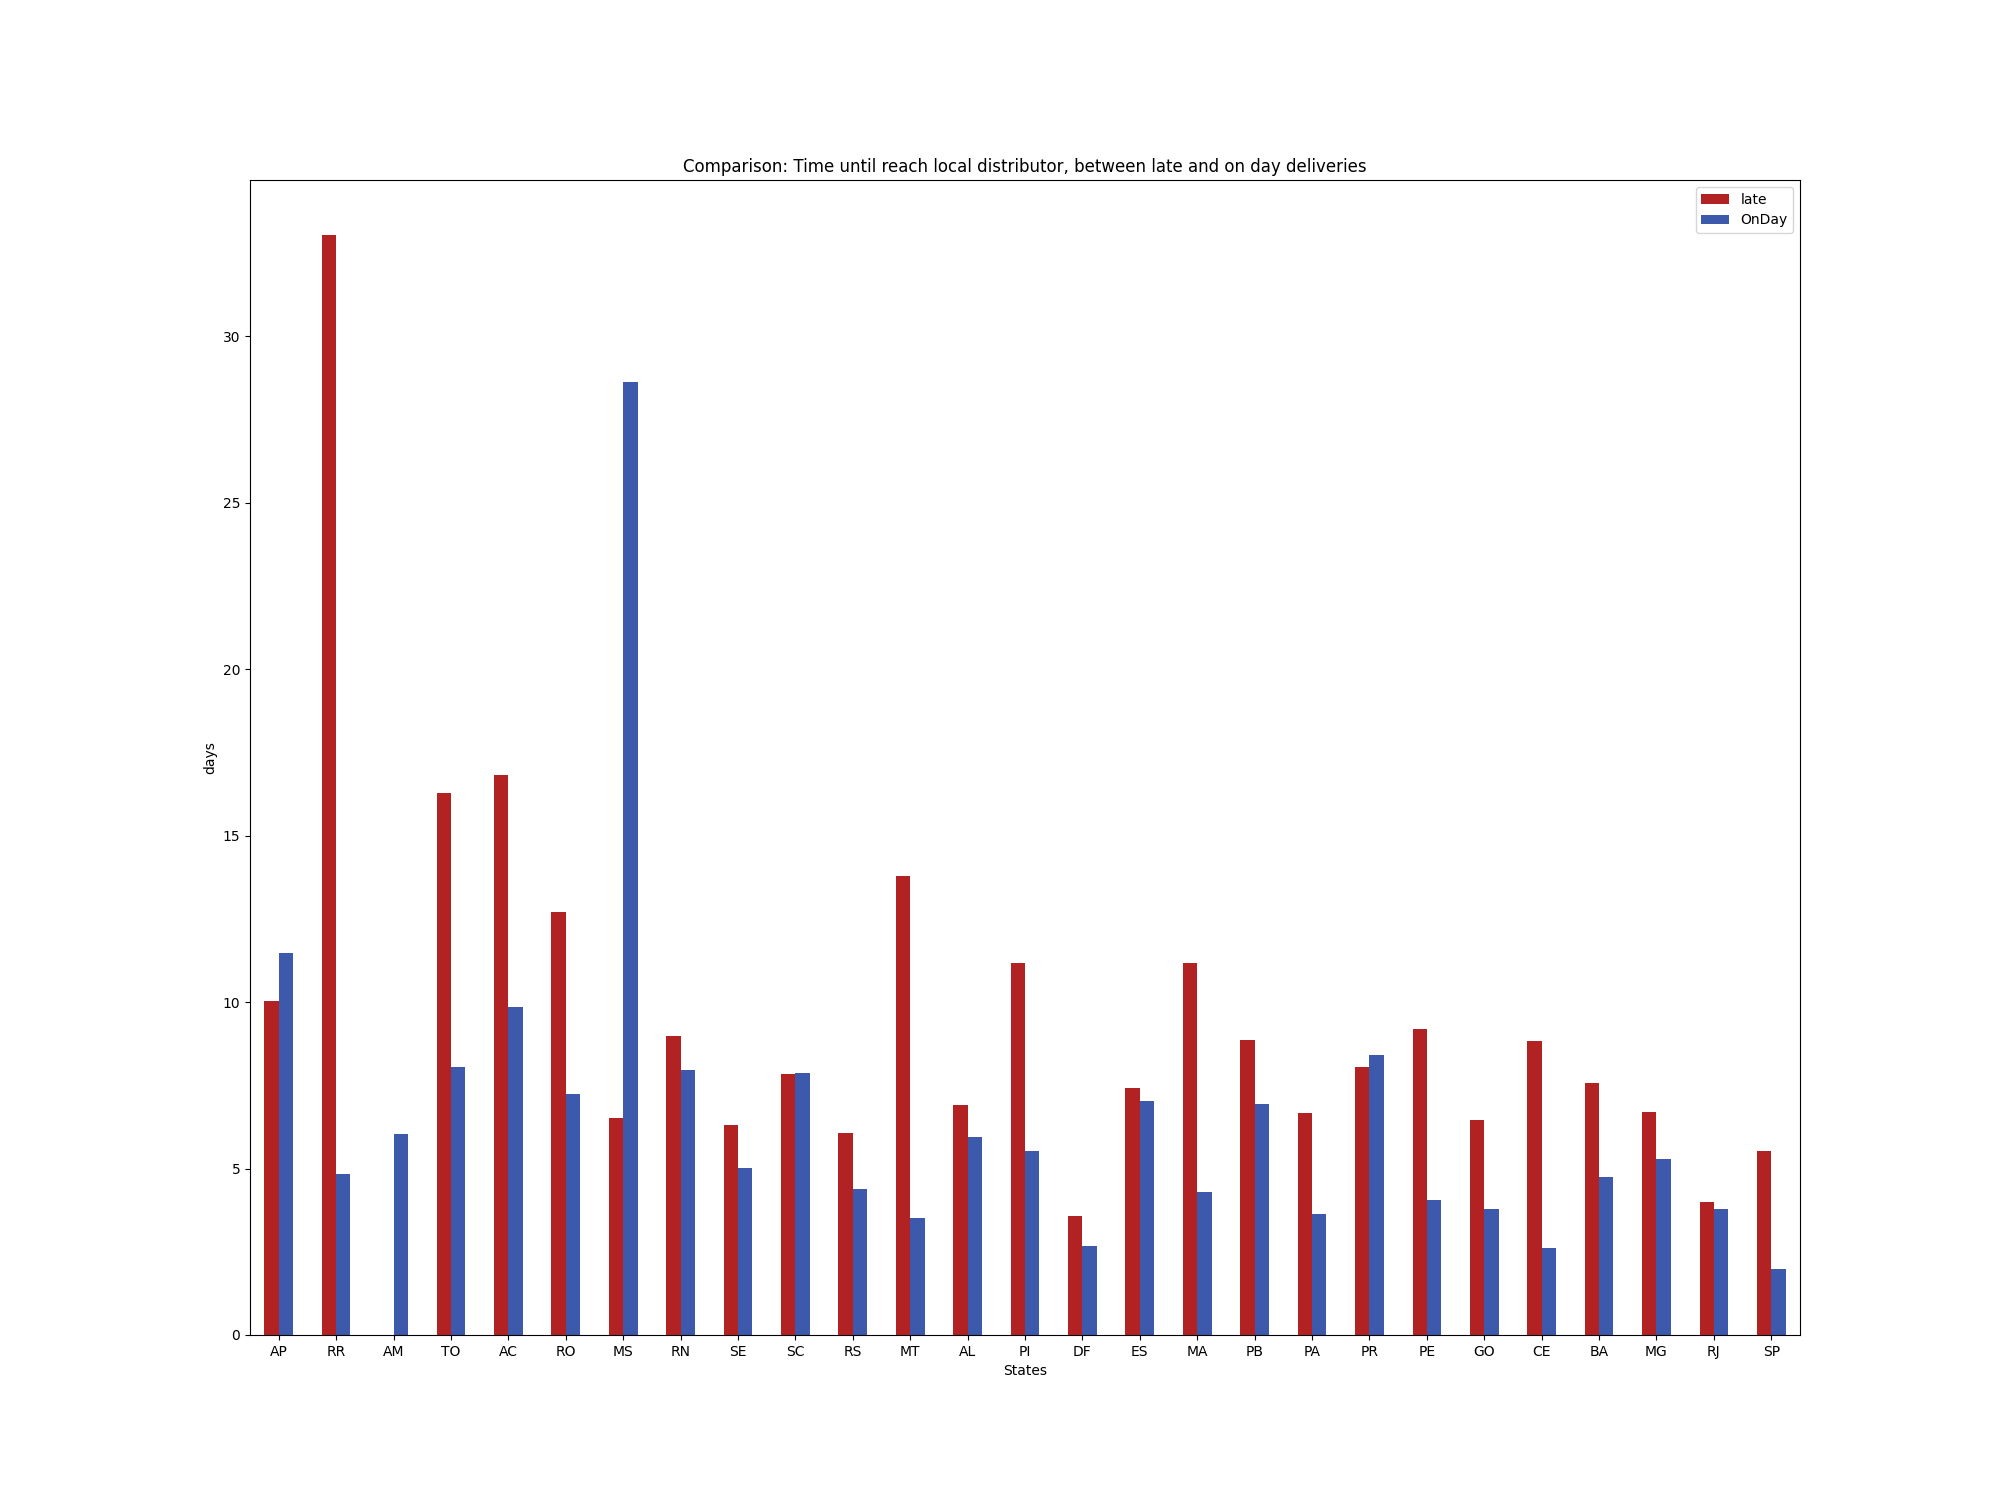 Comparison: Time until reach local distributor, between late and on day deliveries
late
OnDay
30
25
20
15
10
5
0
days
AP RR AM TO AC RO MS RN SE SC RS MT AL PI DF ES MA PB PA PR PE GO CE BA MG RJ SP
States